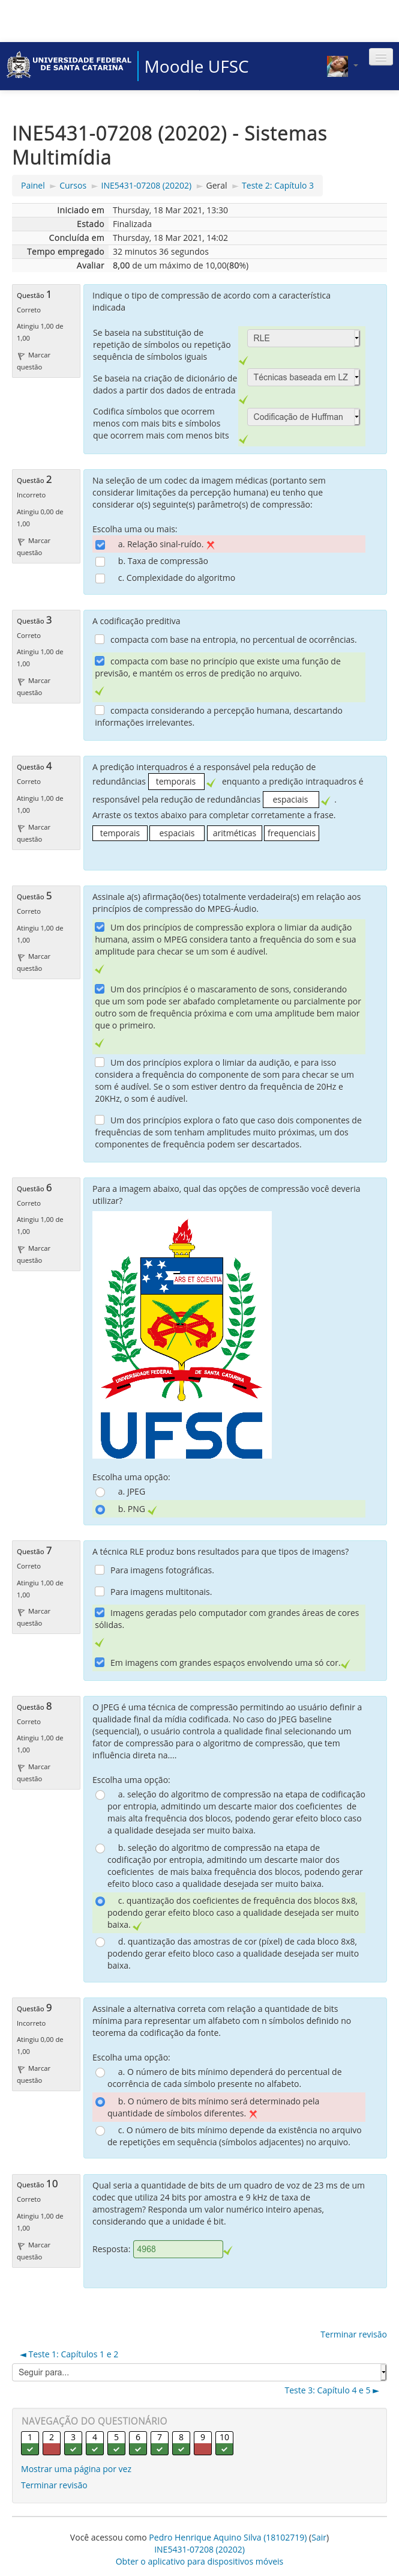 UNIVERSIDADE FEDERAL
DE SANTA CATARINA
Moodle UFSC
INE5431-07208 (20202) - Sistemas
Multimídia
Painel ► Cursos ► INE5431-07208 (20202) ► Geral ► Teste 2: Capítulo 3
Iniciado em Thursday, 18 Mar 2021, 13:30
Estado Finalizada
Concluída em Thursday, 18 Mar 2021, 14:02
Tempo empregado 32 minutos 36 segundos
Avaliar 8,00 de um máximo de 10,00(80%)
Questão 1
Correto
Atingiu 1,00 de
1,00
Marcar
questão
Indique o tipo de compressão de acordo com a característica
indicada
Se baseia na substituição de
repetição de símbolos ou repetição
sequência de símbolos iguais
RLE
Se baseia na criação de dicionário de
dados a partir dos dados de entrada
Técnicas baseada em LZ
Codifica símbolos que ocorrem
menos com mais bits e símbolos
que ocorrem mais com menos bits
Codificação de Huffman
Questão 2
Incorreto
Atingiu 0,00 de
1,00
Marcar
questão
Na seleção de um codec da imagem médicas (portanto sem
considerar limitações da percepção humana) eu tenho que
considerar o(s) seguinte(s) parâmetro(s) de compressão:
Escolha uma ou mais:
a. Relação sinal-ruído.
b. Taxa de compressão
c. Complexidade do algoritmo
Questão 3
Correto
Atingiu 1,00 de
1,00
Marcar
questão
A codificação preditiva
compacta com base na entropia, no percentual de ocorrências.
compacta com base no princípio que existe uma função de
previsão, e mantém os erros de predição no arquivo.
compacta considerando a percepção humana, descartando
informações irrelevantes.
Questão 4
Correto
Atingiu 1,00 de
1,00
Marcar
questão
A predição interquadros é a responsável pela redução de
redundâncias temporais enquanto a predição intraquadros é
responsável pela redução de redundâncias espaciais .
Arraste os textos abaixo para completar corretamente a frase.
temporais espaciais aritméticas frequenciais
Questão 5
Correto
Atingiu 1,00 de
1,00
Marcar
questão
Assinale a(s) afirmação(ões) totalmente verdadeira(s) em relação aos
princípios de compressão do MPEG-Áudio.
Um dos princípios de compressão explora o limiar da audição
humana, assim o MPEG considera tanto a frequência do som e sua
amplitude para checar se um som é audível.
Um dos princípios é o mascaramento de sons, considerando
que um som pode ser abafado completamente ou parcialmente por
outro som de frequência próxima e com uma amplitude bem maior
que o primeiro.
Um dos princípios explora o limiar da audição, e para isso
considera a frequência do componente de som para checar se um
som é audível. Se o som estiver dentro da frequência de 20Hz e
20KHz, o som é audível.
Um dos princípios explora o fato que caso dois componentes de
frequências de som tenham amplitudes muito próximas, um dos
componentes de frequência podem ser descartados.
Questão 6
Correto
Atingiu 1,00 de
1,00
Marcar
questão
Para a imagem abaixo, qual das opções de compressão você deveria
utilizar?
ARS ET SCIENTIA
UFSC
Escolha uma opção:
a. JPEG
b. PNG
Questão 7
Correto
Atingiu 1,00 de
1,00
Marcar
questão
A técnica RLE produz bons resultados para que tipos de imagens?
Para imagens fotográficas.
Para imagens multitonais.
Imagens geradas pelo computador com grandes áreas de cores
sólidas.
Em imagens com grandes espaços envolvendo uma só cor.
Questão 8
Correto
Atingiu 1,00 de
1,00
Marcar
questão
O JPEG é uma técnica de compressão permitindo ao usuário definir a
qualidade final da mídia codificada. No caso do JPEG baseline
(sequencial), o usuário controla a qualidade final selecionando um
fator de compressão para o algoritmo de compressão, que tem
influência direta na....
Escolha uma opção:
a. seleção do algoritmo de compressão na etapa de codificação
por entropia, admitindo um descarte maior dos coeficientes de
mais alta frequência dos blocos, podendo gerar efeito bloco caso
a qualidade desejada ser muito baixa.
b. seleção do algoritmo de compressão na etapa de
codificação por entropia, admitindo um descarte maior dos
coeficientes de mais baixa frequência dos blocos, podendo gerar
efeito bloco caso a qualidade desejada ser muito baixa.
c. quantização dos coeficientes de frequência dos blocos 8x8,
podendo gerar efeito bloco caso a qualidade desejada ser muito
baixa.
d. quantização das amostras de cor (píxel) de cada bloco 8x8,
podendo gerar efeito bloco caso a qualidade desejada ser muito
baixa.
Questão 9
Incorreto
Atingiu 0,00 de
1,00
Marcar
questão
Assinale a alternativa correta com relação a quantidade de bits
mínima para representar um alfabeto com n símbolos definido no
teorema da codificação da fonte.
Escolha uma opção:
a. O número de bits mínimo dependerá do percentual de
ocorrência de cada símbolo presente no alfabeto.
b. O número de bits mínimo será determinado pela
quantidade de símbolos diferentes.
c. O número de bits mínimo depende da existência no arquivo
de repetições em sequência (símbolos adjacentes) no arquivo.
Questão 10
Correto
Atingiu 1,00 de
1,00
Marcar
questão
Qual seria a quantidade de bits de um quadro de voz de 23 ms de um
codec que utiliza 24 bits por amostra e 9 kHz de taxa de
amostragem? Responda um valor numérico inteiro apenas,
considerando que a unidade é bit.
Resposta: 4968
Terminar revisão
◄ Teste 1: Capítulos 1 e 2
Seguir para...
Teste 3: Capítulo 4 e 5 ►
NAVEGAÇÃO DO QUESTIONÁRIO
1 2 3 4 5 6 7 8 9 10
Mostrar uma página por vez
Terminar revisão
Você acessou como Pedro Henrique Aquino Silva (18102719) (Sair)
INE5431-07208 (20202)
Obter o aplicativo para dispositivos móveis